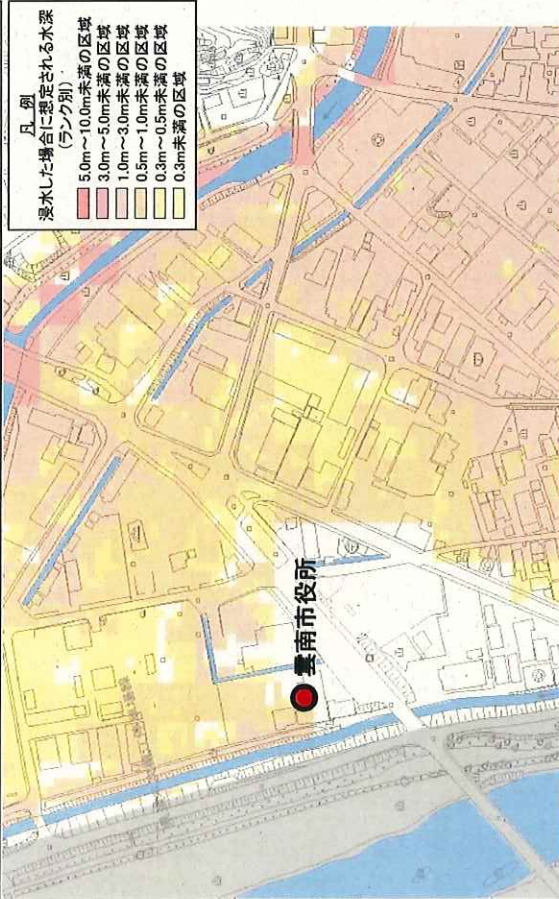 凡 例
浸水した場合に想定される水深
(ランク別)
5.0m～10.0m未満の区域
3.0m～5.0m未満の区域
1.0m～3.0m未満の区域
0.5m～1.0m未満の区域
0.3m～0.5m未満の区域
0.3m未満の区域
雲南市役所